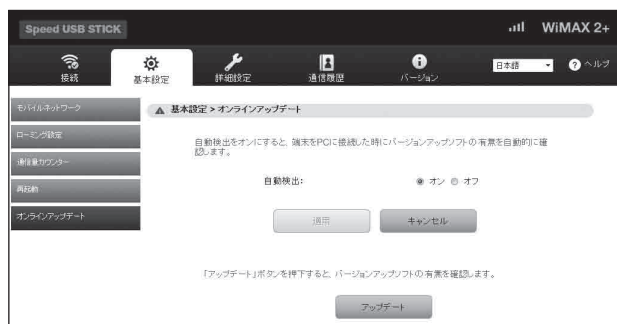 Speed USB STICK
WiMAX 2+
接続
基本設定
詳細設定
通信履歴
バージョン
日本語
? ヘルプ
モバイルネットワーク
ローミング設定
通信量カウンター
再起動
オンラインアップデート
基本設定 > オンラインアップデート
自動検出をオンにすると、端末をPCに接続した時にバージョンアップソフトの有無を自動的に確
認します。
自動検出: オン オフ
適用 キャンセル
「アップデート」ボタンを押下すると、バージョンアップソフトの有無を確認します。
アップデート